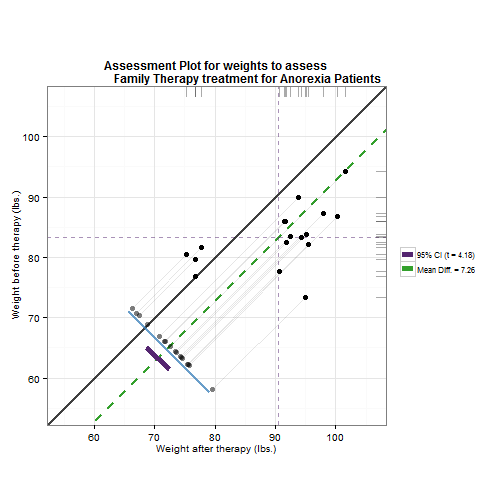 Assessment Plot for weights to assess
Family Therapy treatment for Anorexia Patients
Weight before therapy (lbs.)
100
90
80
70
60
60
70
80
90
100
Weight after therapy (lbs.)
95% CI (t = 4.18)
Mean Diff. = 7.26